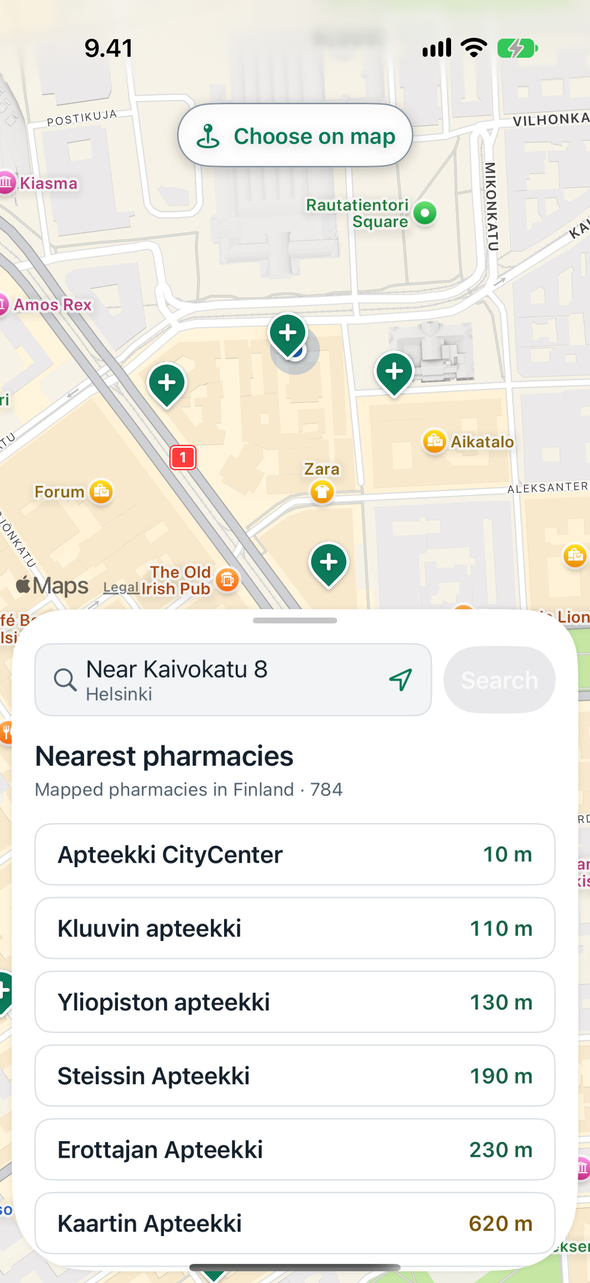 9.41
POSTIKUJA
Choose on map
VILHONKA
Kiasma
MIKONKATU
Rautatientori
Square
Amos Rex
Aikatalo
1
Zara
Forum
ALEKSANTER
Maps
Legal
The Old
Irish Pub
Near Kaivokatu 8
Helsinki
Search
Nearest pharmacies
Mapped pharmacies in Finland · 784
Apteekki CityCenter
10 m
Kluuvin apteekki
110 m
Yliopiston apteekki
130 m
Steissin Apteekki
190 m
Erottajan Apteekki
230 m
Kaartin Apteekki
620 m